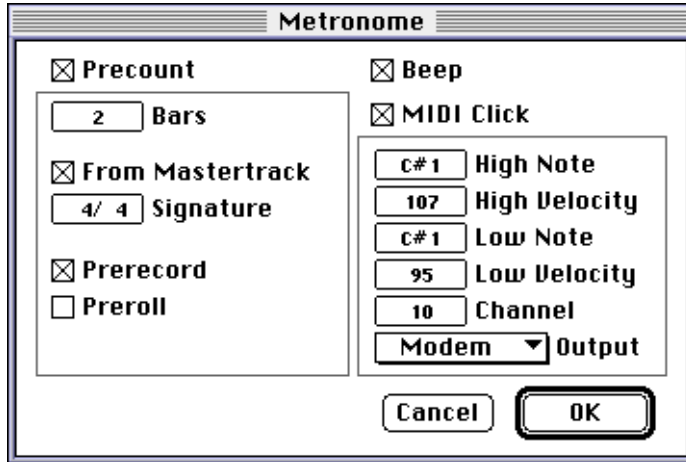 Metronome
Precount
2 Bars
From Mastertrack
4/ 4 Signature
Prerecord
Preroll
Beep
MIDI Click
C#1 High Note
107 High Velocity
C#1 Low Note
95 Low Velocity
10 Channel
Modem Output
Cancel
OK